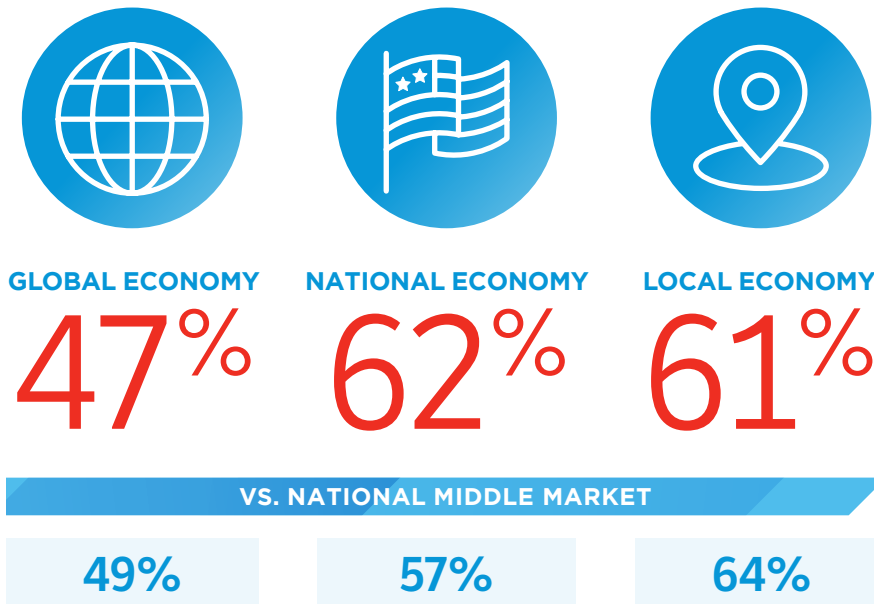 GLOBAL ECONOMY NATIONAL ECONOMY LOCAL ECONOMY
47% 62% 61%
VS. NATIONAL MIDDLE MARKET
49% 57% 64%